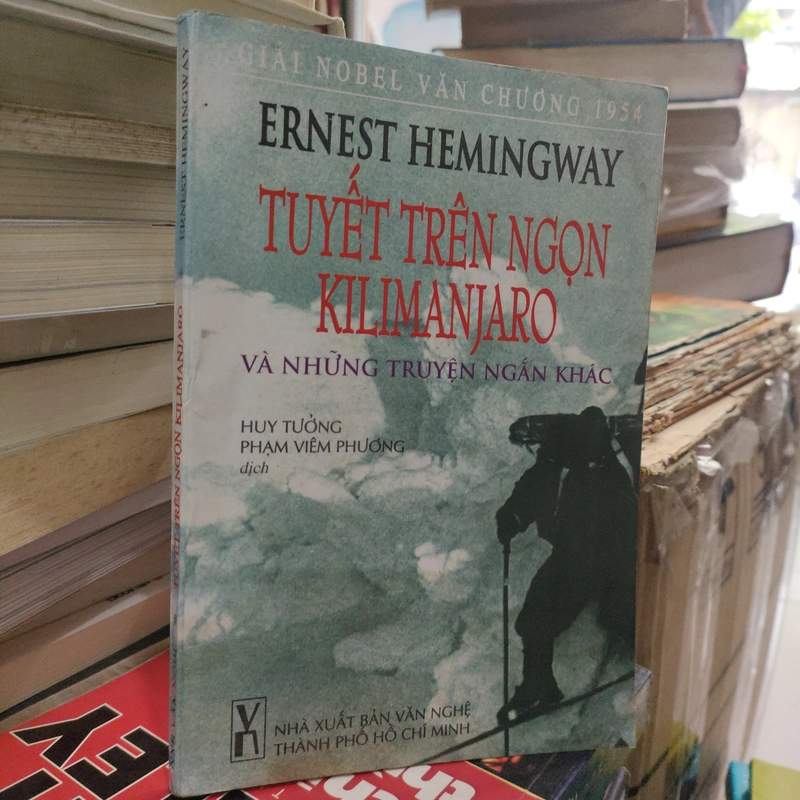 GIẢI NOBEL VĂN CHƯƠNG 1954
ERNEST HEMINGWAY
TUYẾT TRÊN NGỌN
KILIMANJARO
VÀ NHỮNG TRUYỆN NGẮN KHÁC
HUY TƯỞNG
PHẠM VIÊM PHƯƠNG
dịch
NHÀ XUẤT BẢN VĂN NGHỆ
THÀNH PHỐ HỒ CHÍ MINH
ERNEST HEMINGWAY
TUYẾT TRÊN NGỌN KILIMANJARO